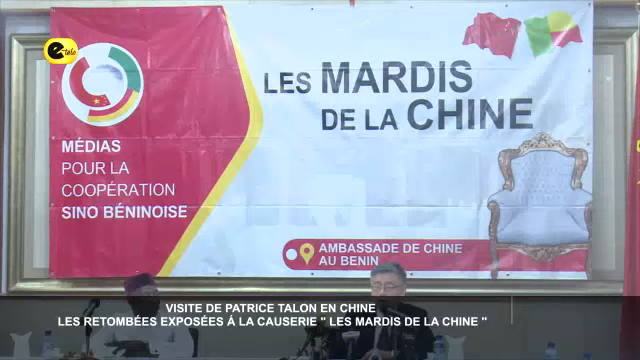 e-tele
LES MARDIS
DE LA CHINE
MÉDIAS
POUR LA
COOPÉRATION
SINO BÉNINOISE
AMBASSADE DE CHINE
AU BENIN
VISITE DE PATRICE TALON EN CHINE
LES RETOMBÉES EXPOSÉES Á LA CAUSERIE " LES MARDIS DE LA CHINE "